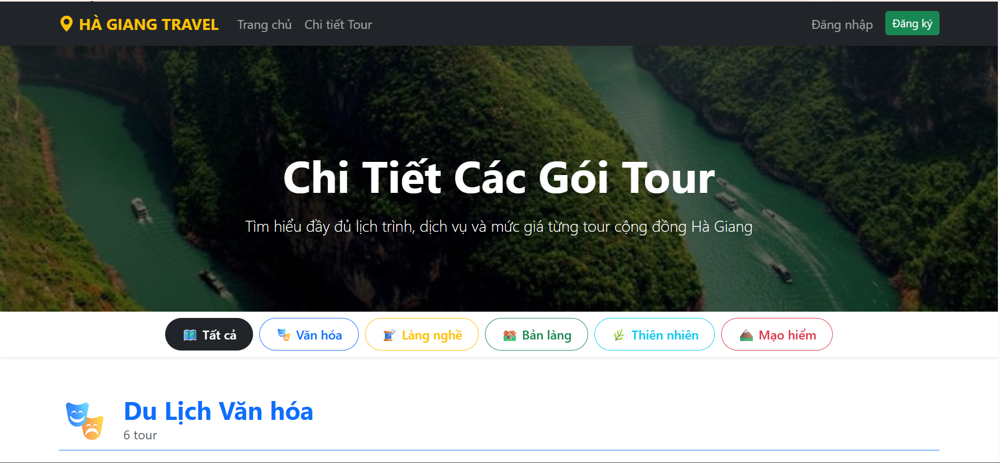 HÀ GIANG TRAVEL Trang chủ Chi tiết Tour Đăng nhập Đăng ký
Chi Tiết Các Gói Tour
Tìm hiểu đầy đủ lịch trình, dịch vụ và mức giá từng tour cộng đồng Hà Giang
Tất cả Văn hóa Làng nghề Bản làng Thiên nhiên Mạo hiểm
Du Lịch Văn hóa
6 tour